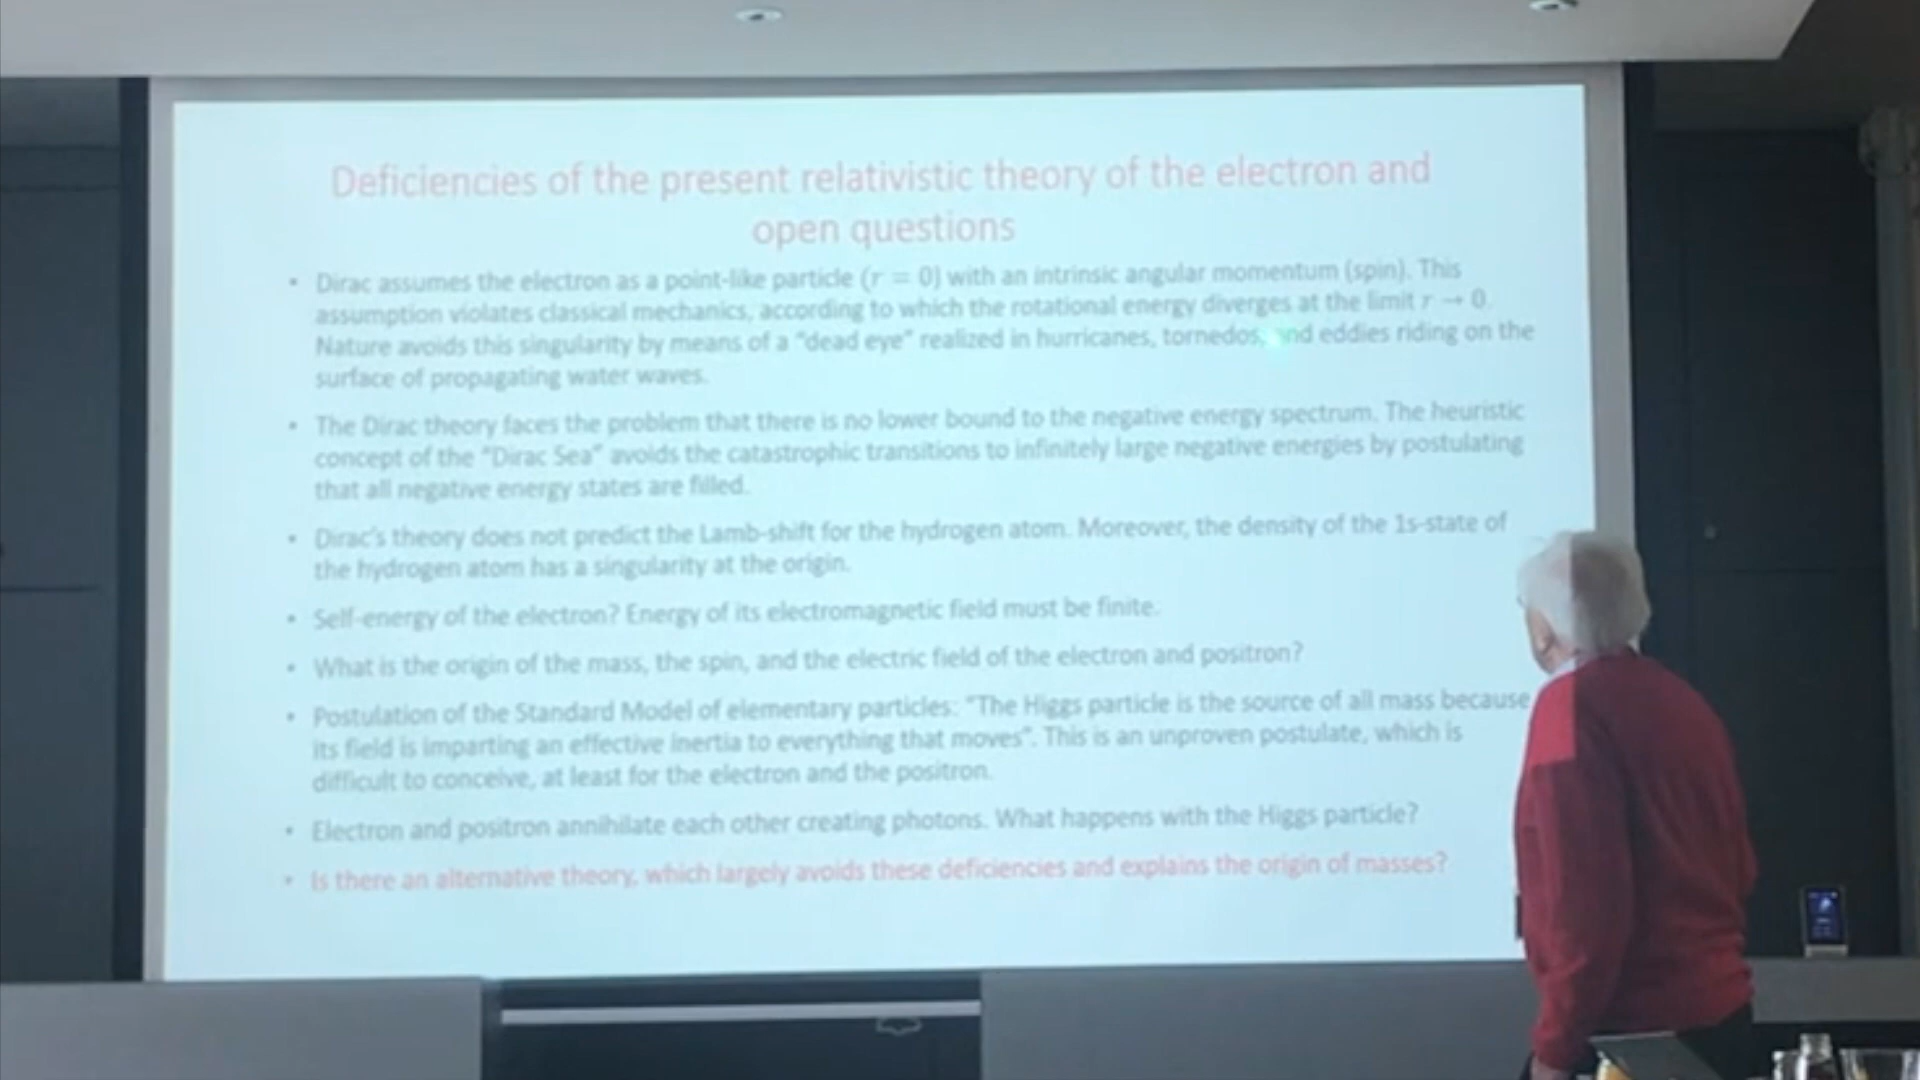 Deficiencies of the present relativistic theory of the electron and
open questions
• Dirac assumes the electron as a point-like particle (r = 0) with an intrinsic angular momentum (spin). This
assumption violates classical mechanics, according to which the rotational energy diverges at the limit r → 0.
Nature avoids this singularity by means of a "dead eye" realized in hurricanes, tornedos, and eddies riding on the
surface of propagating water waves.
• The Dirac theory faces the problem that there is no lower bound to the negative energy spectrum. The heuristic
concept of the "Dirac Sea" avoids the catastrophic transitions to infinitely large negative energies by postulating
that all negative energy states are filled.
• Dirac's theory does not predict the Lamb-shift for the hydrogen atom. Moreover, the density of the 1s-state of
the hydrogen atom has a singularity at the origin.
• Self-energy of the electron? Energy of its electromagnetic field must be finite.
• What is the origin of the mass, the spin, and the electric field of the electron and positron?
• Postulation of the Standard Model of elementary particles: "The Higgs particle is the source of all mass because
its field is imparting an effective inertia to everything that moves". This is an unproven postulate, which is
difficult to conceive, at least for the electron and the positron.
• Electron and positron annihilate each other creating photons. What happens with the Higgs particle?
• Is there an alternative theory, which largely avoids these deficiencies and explains the origin of masses?